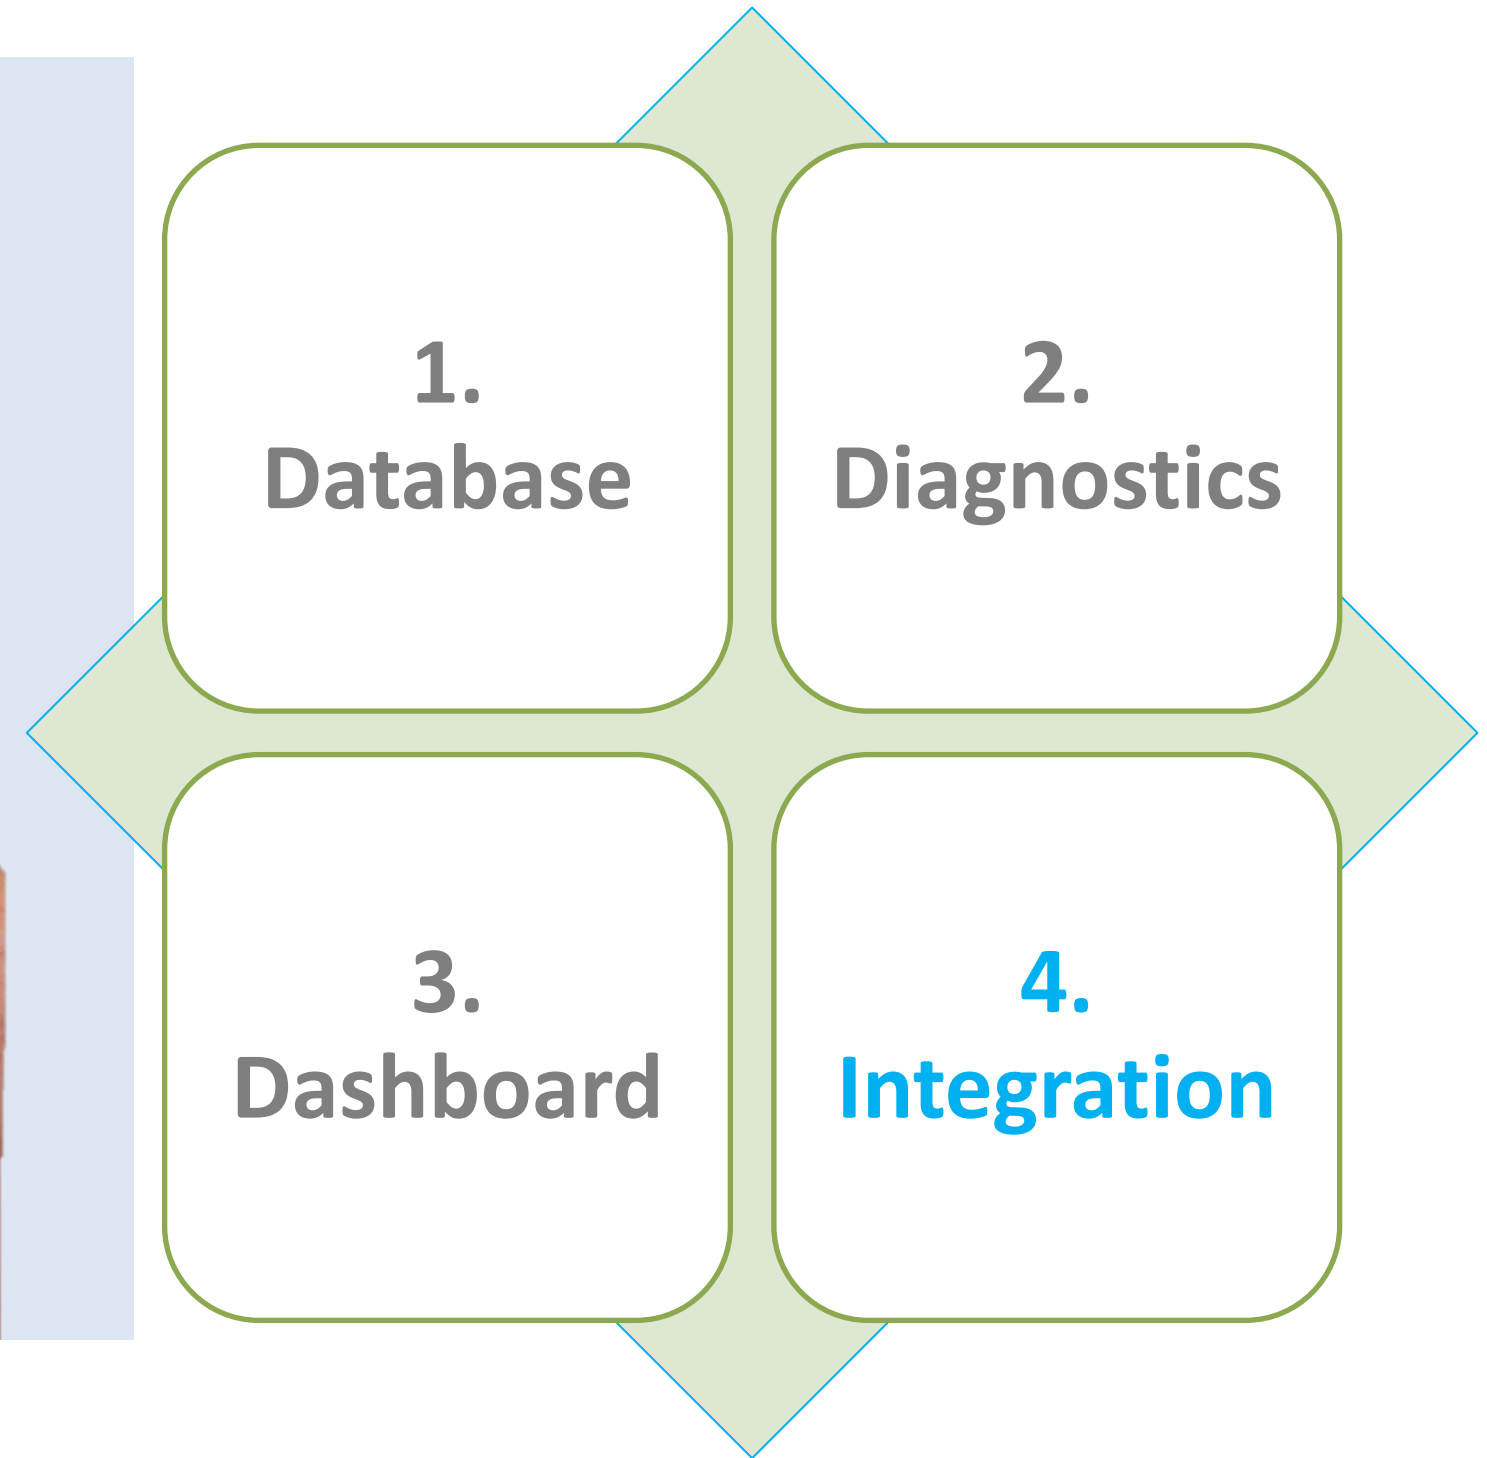 1.
Database
2.
Diagnostics
3.
Dashboard
4.
Integration